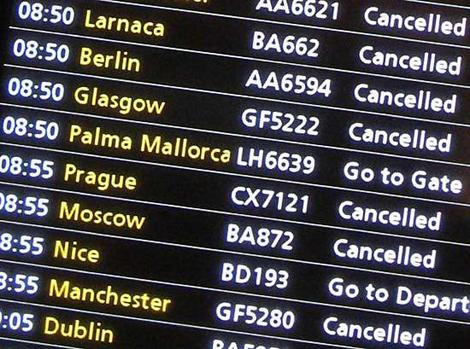 AA6621 Cancelled
08:50 Larnaca BA662 Cancelled
08:50 Berlin AA6594 Cancelled
08:50 Glasgow GF5222 Cancelled
08:50 Palma Mallorca LH6639 Go to Gate
08:55 Prague CX7121 Cancelled
08:55 Moscow BA872 Cancelled
8:55 Nice BD193 Go to Depart
8:55 Manchester GF5280 Cancelled
:05 Dublin